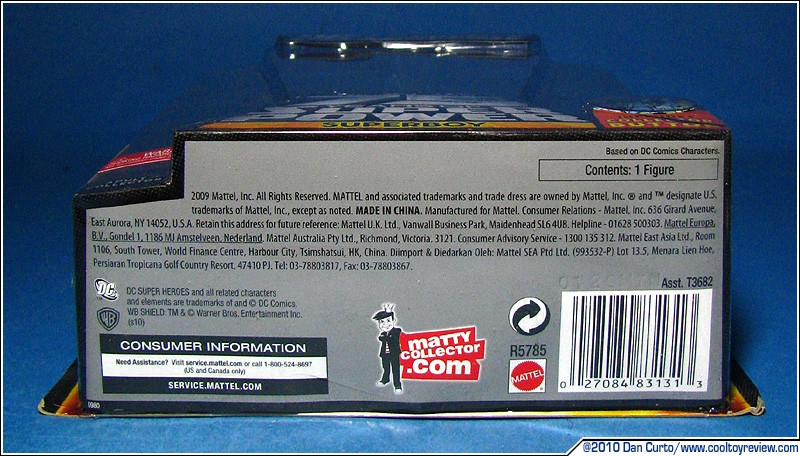 SUPER
POWER
SUPERBOY
BUTTON
WAR
Based on DC Comics Characters.
Contents: 1 Figure
2009 Mattel, Inc. All Rights Reserved. MATTEL and associated trademarks and trade dress are owned by Mattel, Inc. ® and ™ designate U.S.
trademarks of Mattel, Inc., except as noted. MADE IN CHINA. Manufactured for Mattel. Consumer Relations - Mattel, Inc. 636 Girard Avenue,
East Aurora, NY 14052, U.S.A. Retain this address for future reference: Mattel U.K. Ltd., Vanwall Business Park, Maidenhead SL6 4UB. Helpline - 01628 500303. Mattel Europa,
B.V., Gondel 1, 1186 MJ Amstelveen, Nederland. Mattel Australia Pty Ltd., Richmond, Victoria. 3121. Consumer Advisory Service - 1300 135 312. Mattel East Asia Ltd., Room
1106, South Tower, World Finance Centre, Harbour City, Tsimshatsui, HK, China. Diimport & Diedarkan Oleh: Mattel SEA Ptd Ltd. (993532-P) Lot 13.5, Menara Lien Hoe,
Persiaran Tropicana Golf Country Resort, 47410 PJ. Tel: 03-78803817, Fax: 03-78803867.
Asst. T3682
DC
DC SUPER HEROES and all related characters
and elements are trademarks of and © DC Comics.
WB SHIELD: TM & © Warner Bros. Entertainment Inc.
(s10)
WB
CONSUMER INFORMATION
Need Assistance? Visit service.mattel.com or call 1-800-524-8697
(US and Canada only)
SERVICE.MATTEL.COM
MATTY
COLLECTOR
.com
R5785
MATTEL
0 27084 83131 3
0980
©2010 Dan Curto/www.cooltoyreview.com